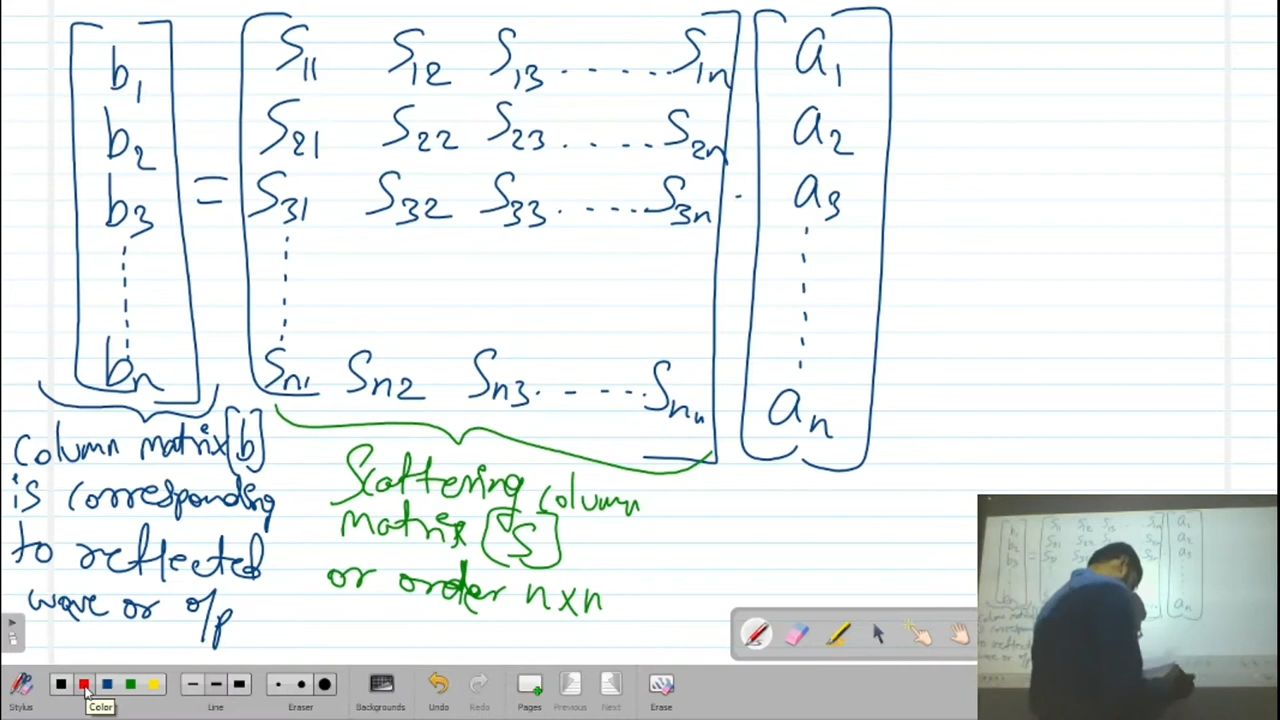 b1 S11 S12 S13 ...... S1n a1
b2 S21 S22 S23 ..... S2n a2
b3 = S31 S32 S33 ..... S3n . a3
bn Sn1 Sn2 Sn3 ..... Snn an
Column matrix [b]
is corresponding
to reflected
wave or o/p
Scattering column
matrix [S]
or order n×n
Stylus Color Line Eraser Backgrounds Undo Redo Pages Previous Next Erase